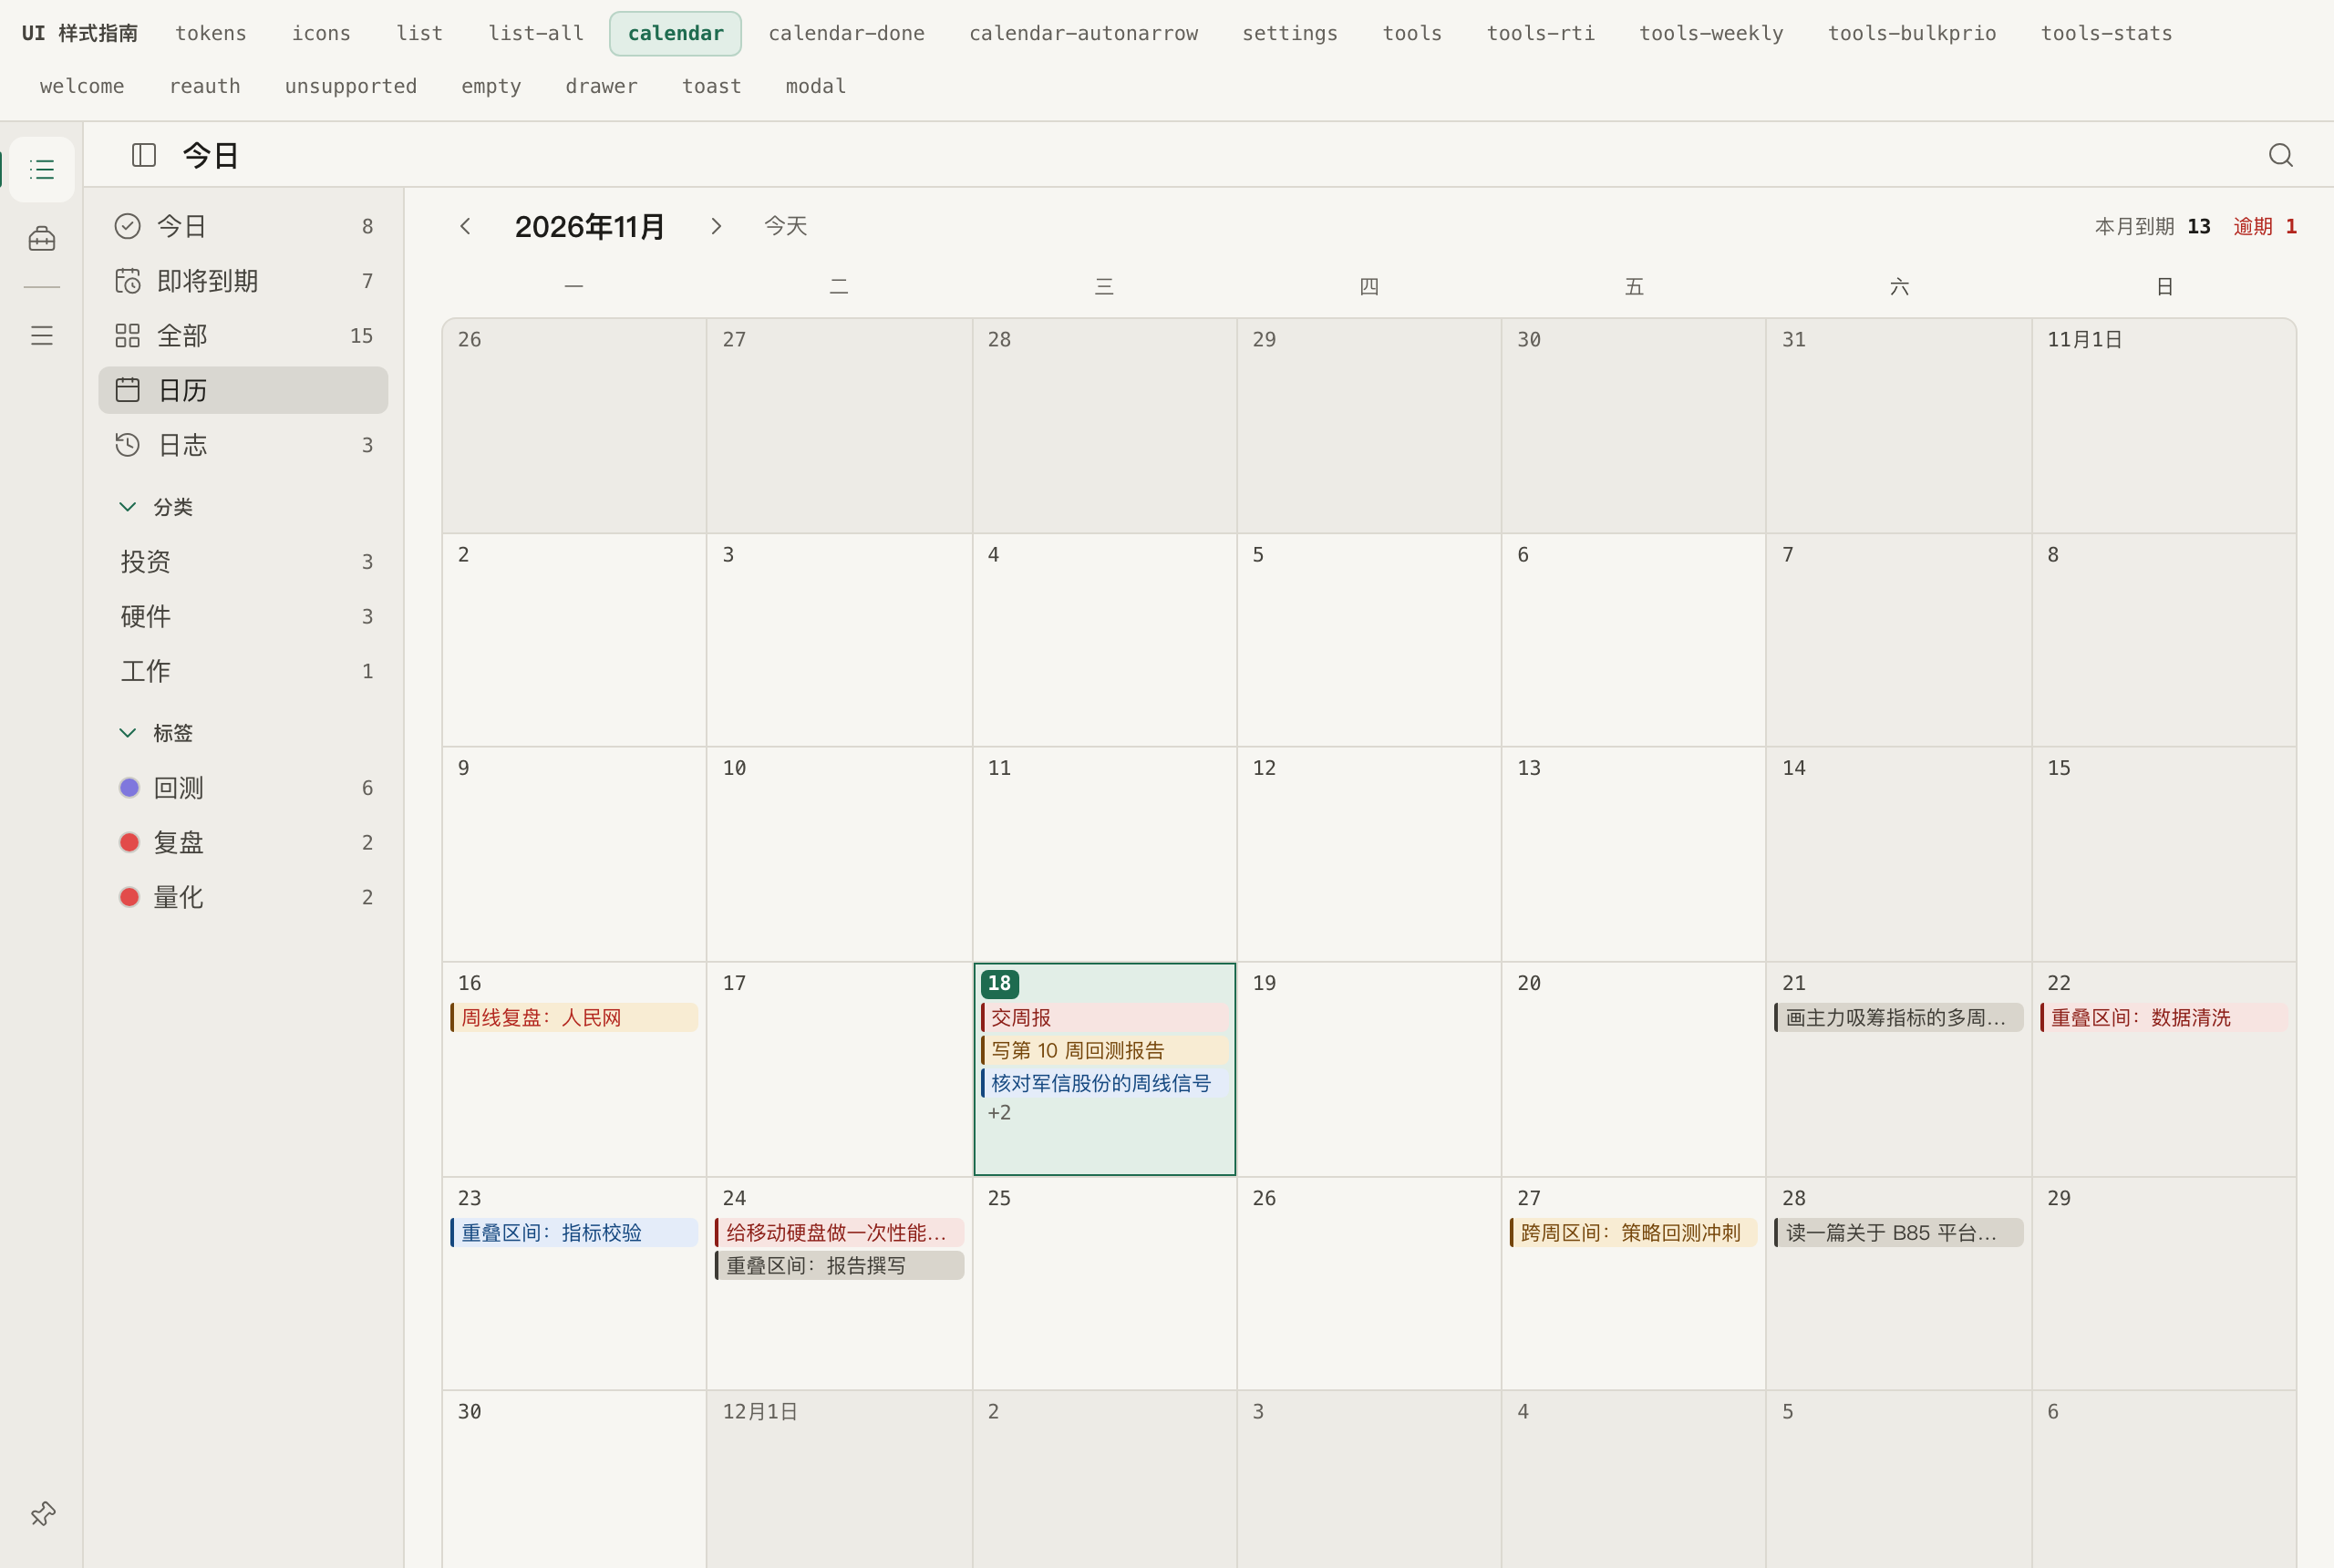 UI 样式指南 tokens icons list list-all calendar calendar-done calendar-autonarrow settings tools tools-rti tools-weekly tools-bulkprio tools-stats
welcome reauth unsupported empty drawer toast modal
今日
今日 8
即将到期 7
全部 15
日历
日志 3
分类
投资 3
硬件 3
工作 1
标签
回测 6
复盘 2
量化 2
2026年11月 今天 本月到期 13 逾期 1
一 二 三 四 五 六 日
26 27 28 29 30 31 11月1日
2 3 4 5 6 7 8
9 10 11 12 13 14 15
16 17 18 19 20 21 22
周线复盘：人民网 交周报 画主力吸筹指标的多周… 重叠区间：数据清洗
写第 10 周回测报告
核对军信股份的周线信号
+2
23 24 25 26 27 28 29
重叠区间：指标校验 给移动硬盘做一次性能… 跨周区间：策略回测冲刺 读一篇关于 B85 平台…
重叠区间：报告撰写
30 12月1日 2 3 4 5 6